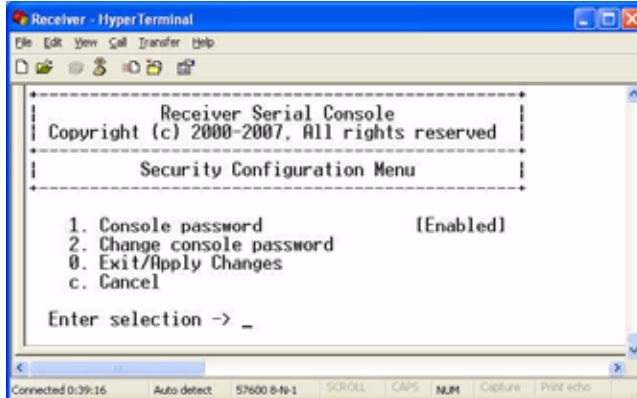 Receiver - HyperTerminal
File Edit View Call Transfer Help
Receiver Serial Console
Copyright (c) 2000-2007, All rights reserved
Security Configuration Menu
1. Console password [Enabled]
2. Change console password
0. Exit/Apply Changes
c. Cancel
Enter selection -> _
Connected 0:39:16 Auto detect 57600 8-N-1 SCROLL CAPS NUM Capture Print echo